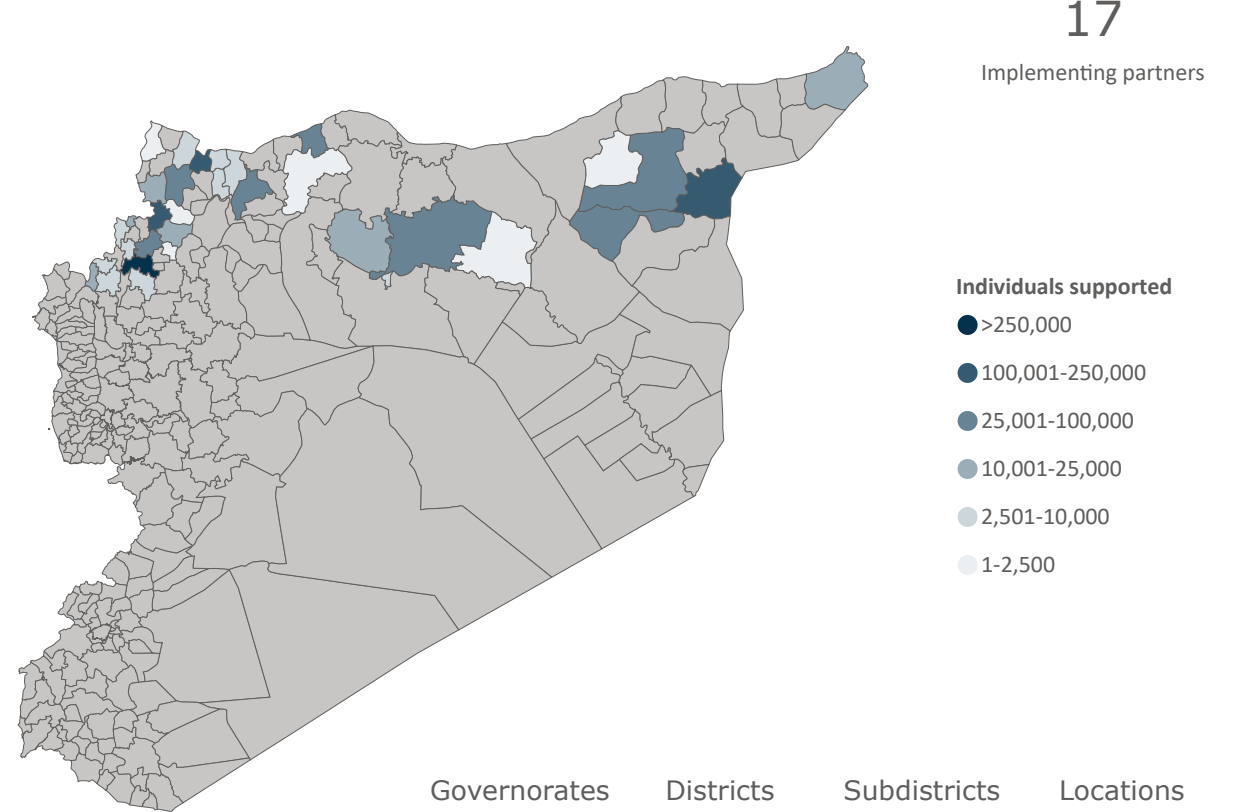 17
Implementing partners
Individuals supported
>250,000
100,001-250,000
25,001-100,000
10,001-25,000
2,501-10,000
1-2,500
Governorates Districts Subdistricts Locations